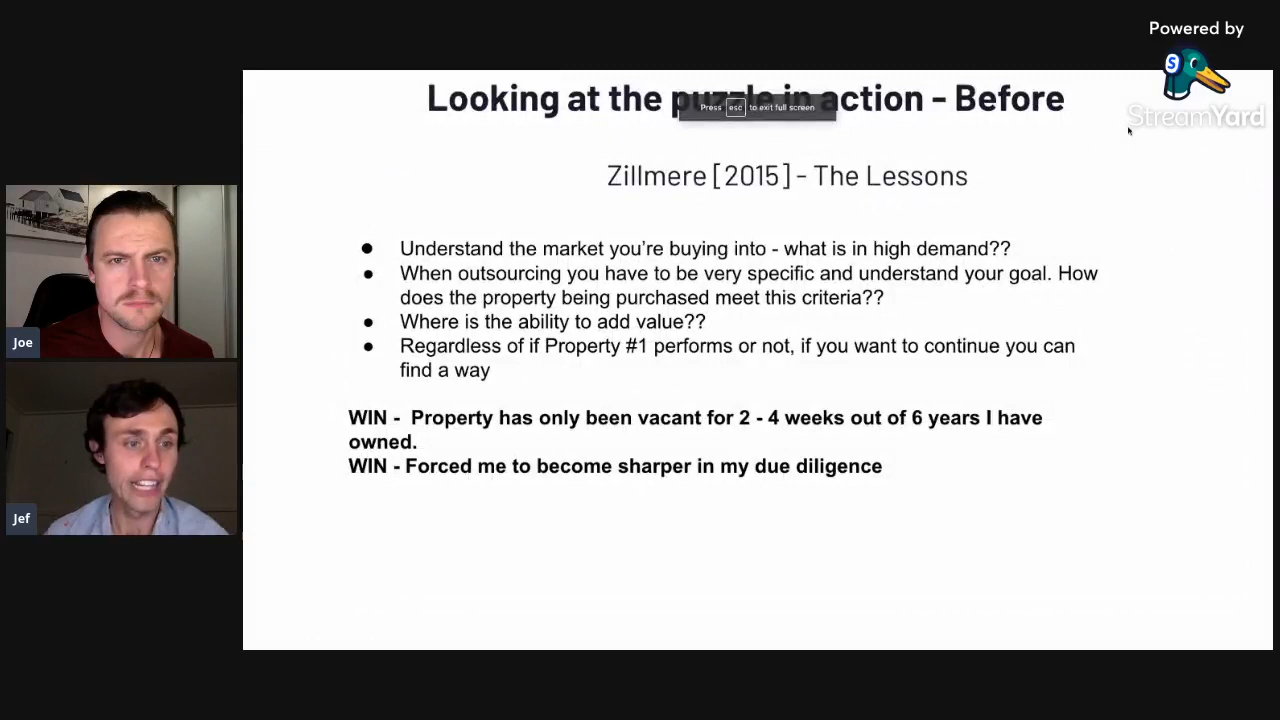 Powered by
StreamYard
Looking at the puzzle in action - Before
Press esc to exit full screen
Zillmere [2015] - The Lessons
● Understand the market you're buying into - what is in high demand??
● When outsourcing you have to be very specific and understand your goal. How
does the property being purchased meet this criteria??
● Where is the ability to add value??
● Regardless of if Property #1 performs or not, if you want to continue you can
find a way
WIN - Property has only been vacant for 2 - 4 weeks out of 6 years I have
owned.
WIN - Forced me to become sharper in my due diligence
Joe
Jef